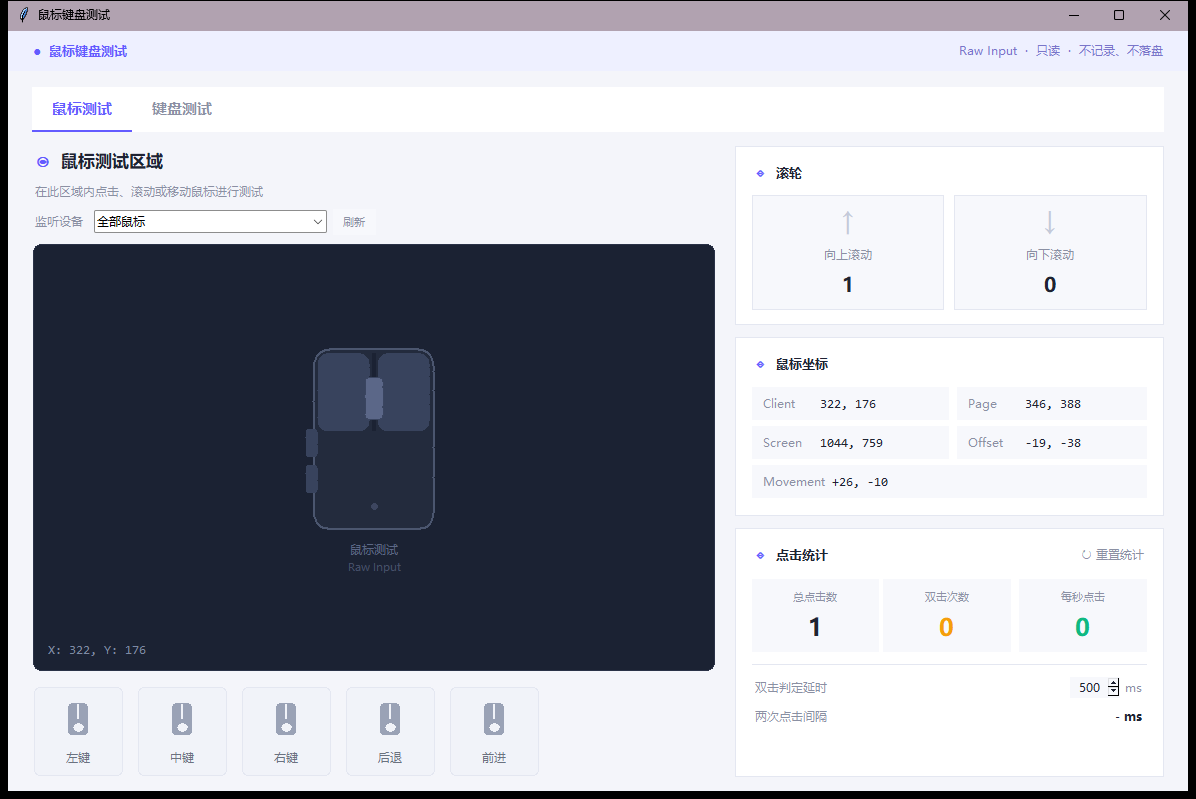 鼠标键盘测试
鼠标键盘测试
Raw Input · 只读 · 不记录、不落盘
鼠标测试 键盘测试
鼠标测试区域
在此区域内点击、滚动或移动鼠标进行测试
监听设备 全部鼠标 刷新
鼠标测试
Raw Input
X: 322, Y: 176
左键 中键 右键 后退 前进
滚轮
向上滚动 向下滚动
1 0
鼠标坐标
Client 322, 176 Page 346, 388
Screen 1044, 759 Offset -19, -38
Movement +26, -10
点击统计 重置统计
总点击数 双击次数 每秒点击
1 0 0
双击判定延时 500 ms
两次点击间隔 - ms